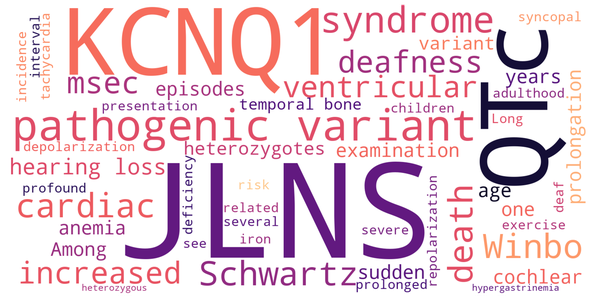 KCNQ1
syndrome
syncopal
incidence
interval
tachycardia
variant
deafness
QTc
msec
episodes
ventricular
years
adulthood.
prolongation
presentation
temporal bone
children
Long
pathogenic variant
depolarization
heterozygotes
examination
hearing loss
JLNS
profound
deficiency
risk
age
deaf
cardiac
related
several
death
one
exercise
anemia
iron
severe
repolarization
Winbo
Among
see
increased
Schwartz
sudden
prolonged
cochlear
heterozygous
hypergastrinemia